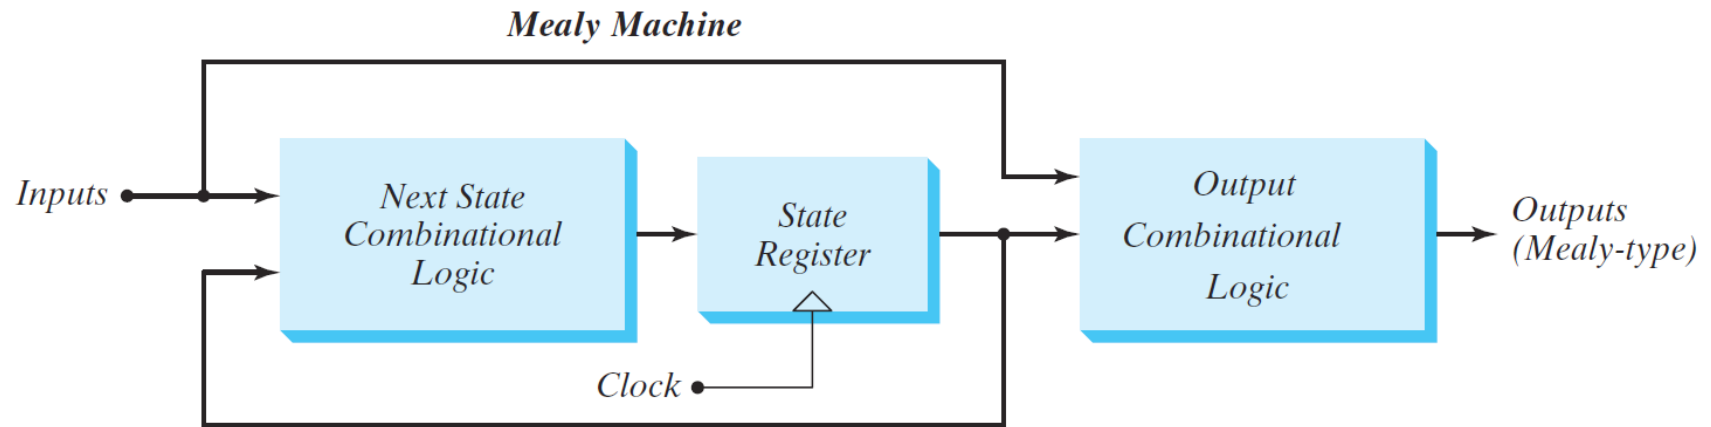 Mealy Machine
Inputs
Next State
Combinational
Logic
State
Register
Clock
Output
Combinational
Logic
Outputs
(Mealy-type)